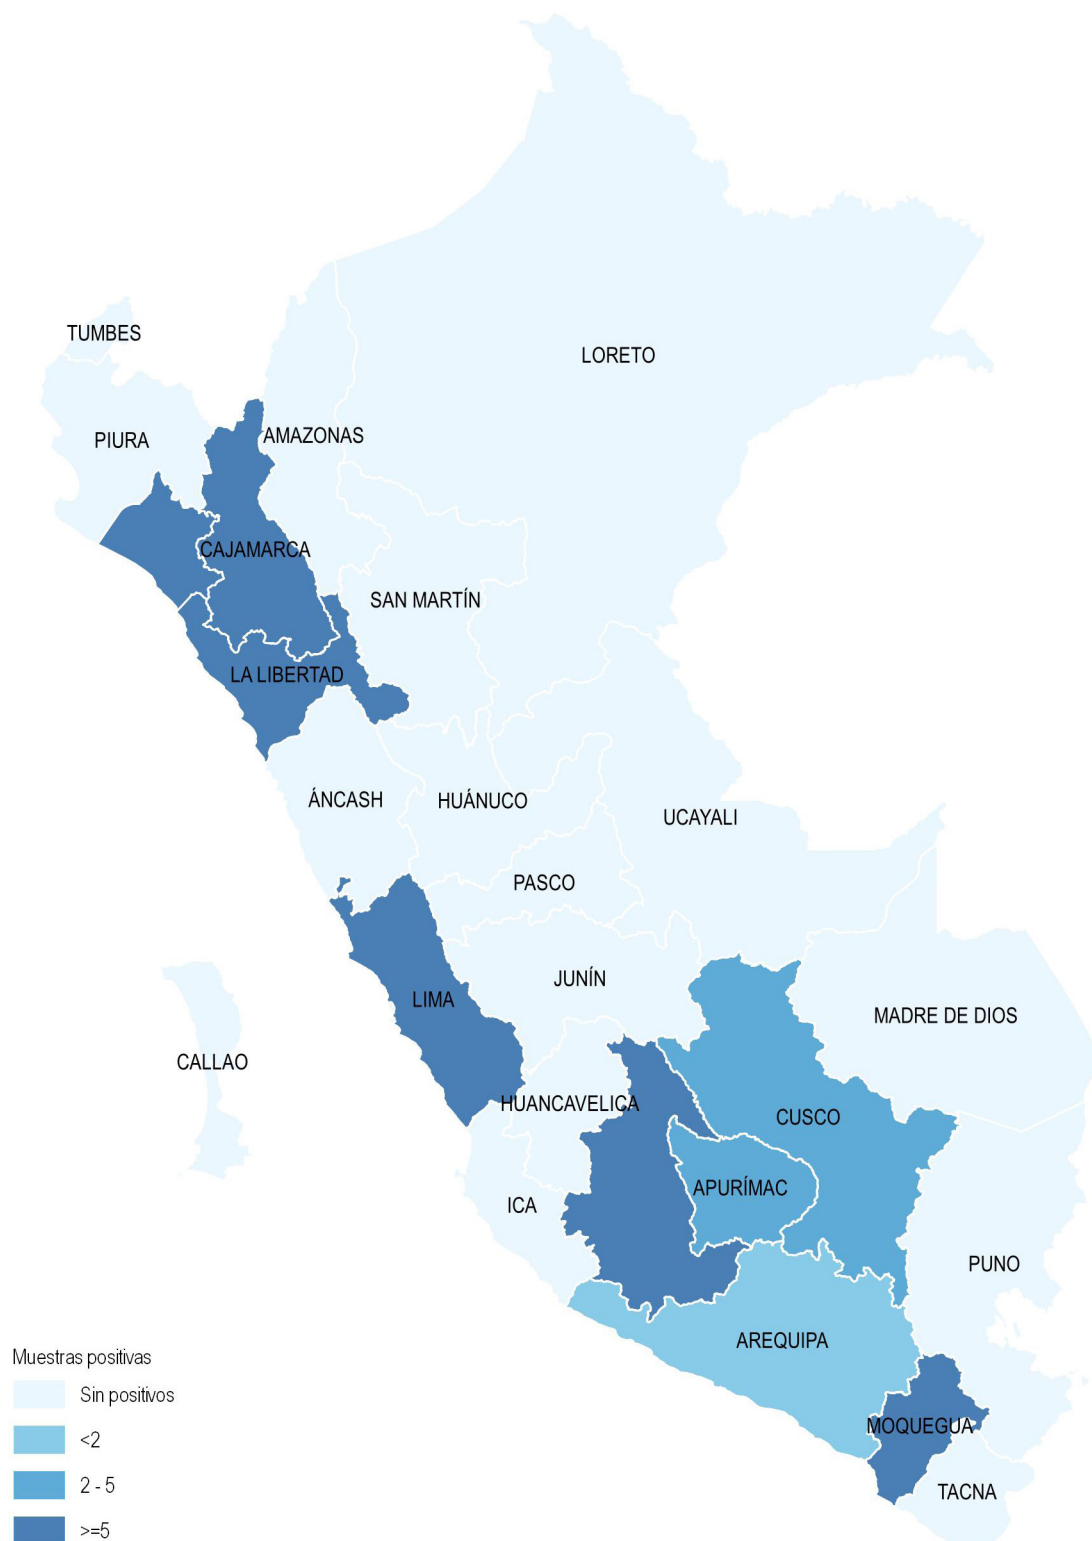 TUMBES
LORETO
PIURA
AMAZONAS
CAJAMARCA
SAN MARTÍN
LA LIBERTAD
ÁNCASH
HUÁNUCO
UCAYALI
PASCO
JUNÍN
LIMA
MADRE DE DIOS
CALLAO
HUANCAVELICA
CUSCO
APURÍMAC
ICA
PUNO
AREQUIPA
MOQUEGUA
TACNA
Muestras positivas
Sin positivos
<2
2 - 5
>=5